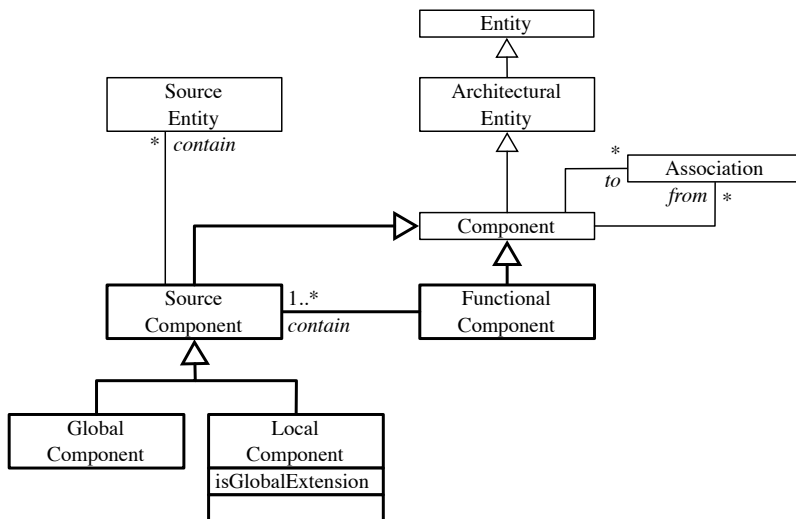 Entity
Source
Entity
Architectural
Entity
* contain
*
to
Association
from *
Component
Source
Component
1..*
contain
Functional
Component
Global
Component
Local
Component
isGlobalExtension